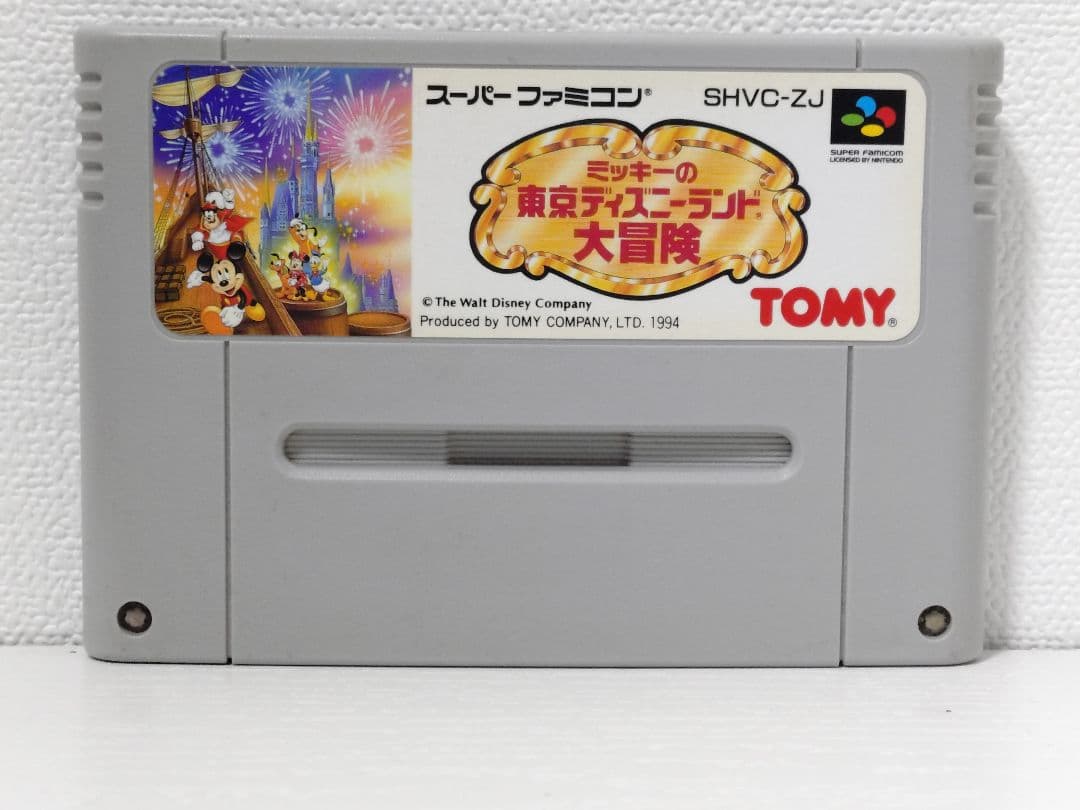 スーパーファミコン®
SHVC-ZJ
SUPER FAMICOM
LICENSED BY NINTENDO
ミッキーの
東京ディズニーランド®
大冒険
© The Walt Disney Company
Produced by TOMY COMPANY, LTD. 1994
TOMY®